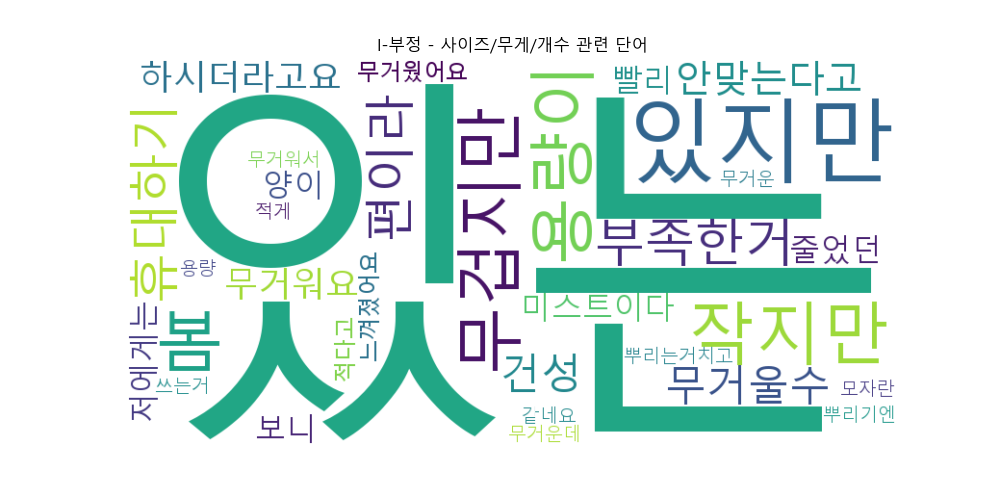 I-부정 - 사이즈/무게/개수 관련 단어
하시더라고요
무거웠어요
빨리
안맞는다고
있는
있지만
휴대하기
편이라
무겁지만
용량이
무거워서
양이
적게
무거운
부족한거
줄었던
용량
무거워요
느껴졌어요
미스트이다
작지만
저에게는
적다고
건성
뿌리는거치고
무거울수
모자란
쓰는거
보니
같네요
무거운데
뿌리기엔